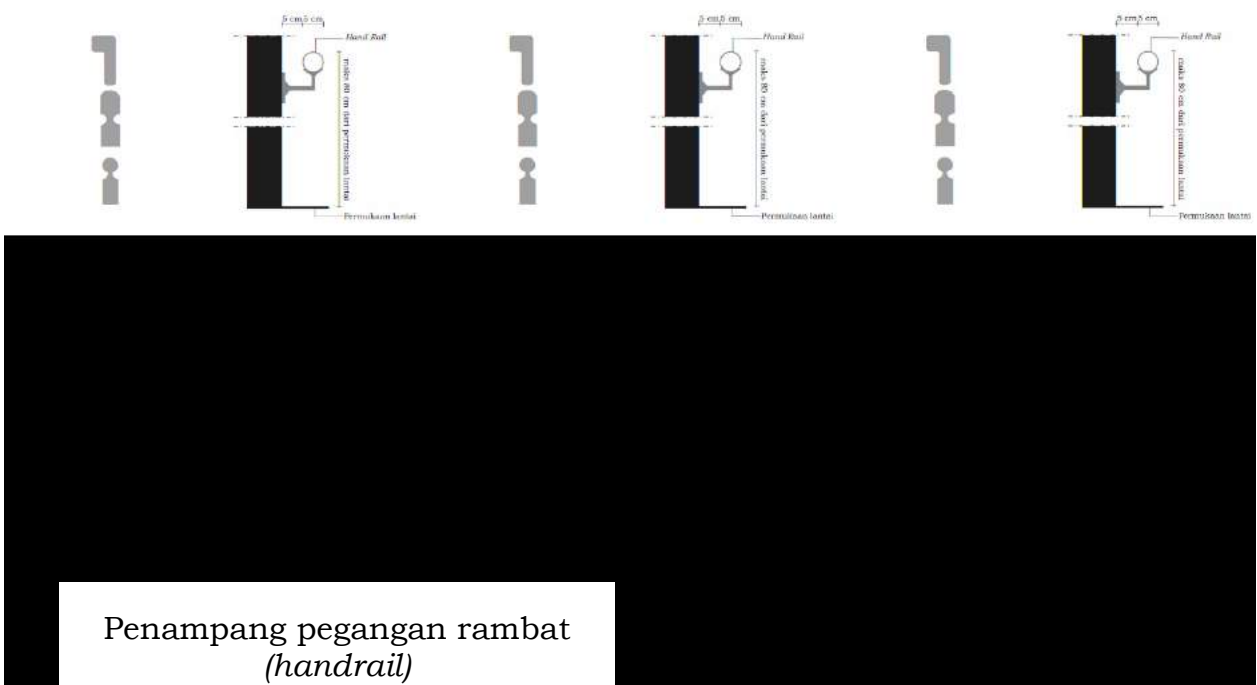 5 cm 5 cm
Hand Rail
maks 80 cm dari permukaan lantai
Permukaan lantai
5 cm 5 cm
Hand Rail
maks 80 cm dari permukaan lantai
Permukaan lantai
5 cm 5 cm
Hand Rail
maks 80 cm dari permukaan lantai
Permukaan lantai
Penampang pegangan rambat
(handrail)